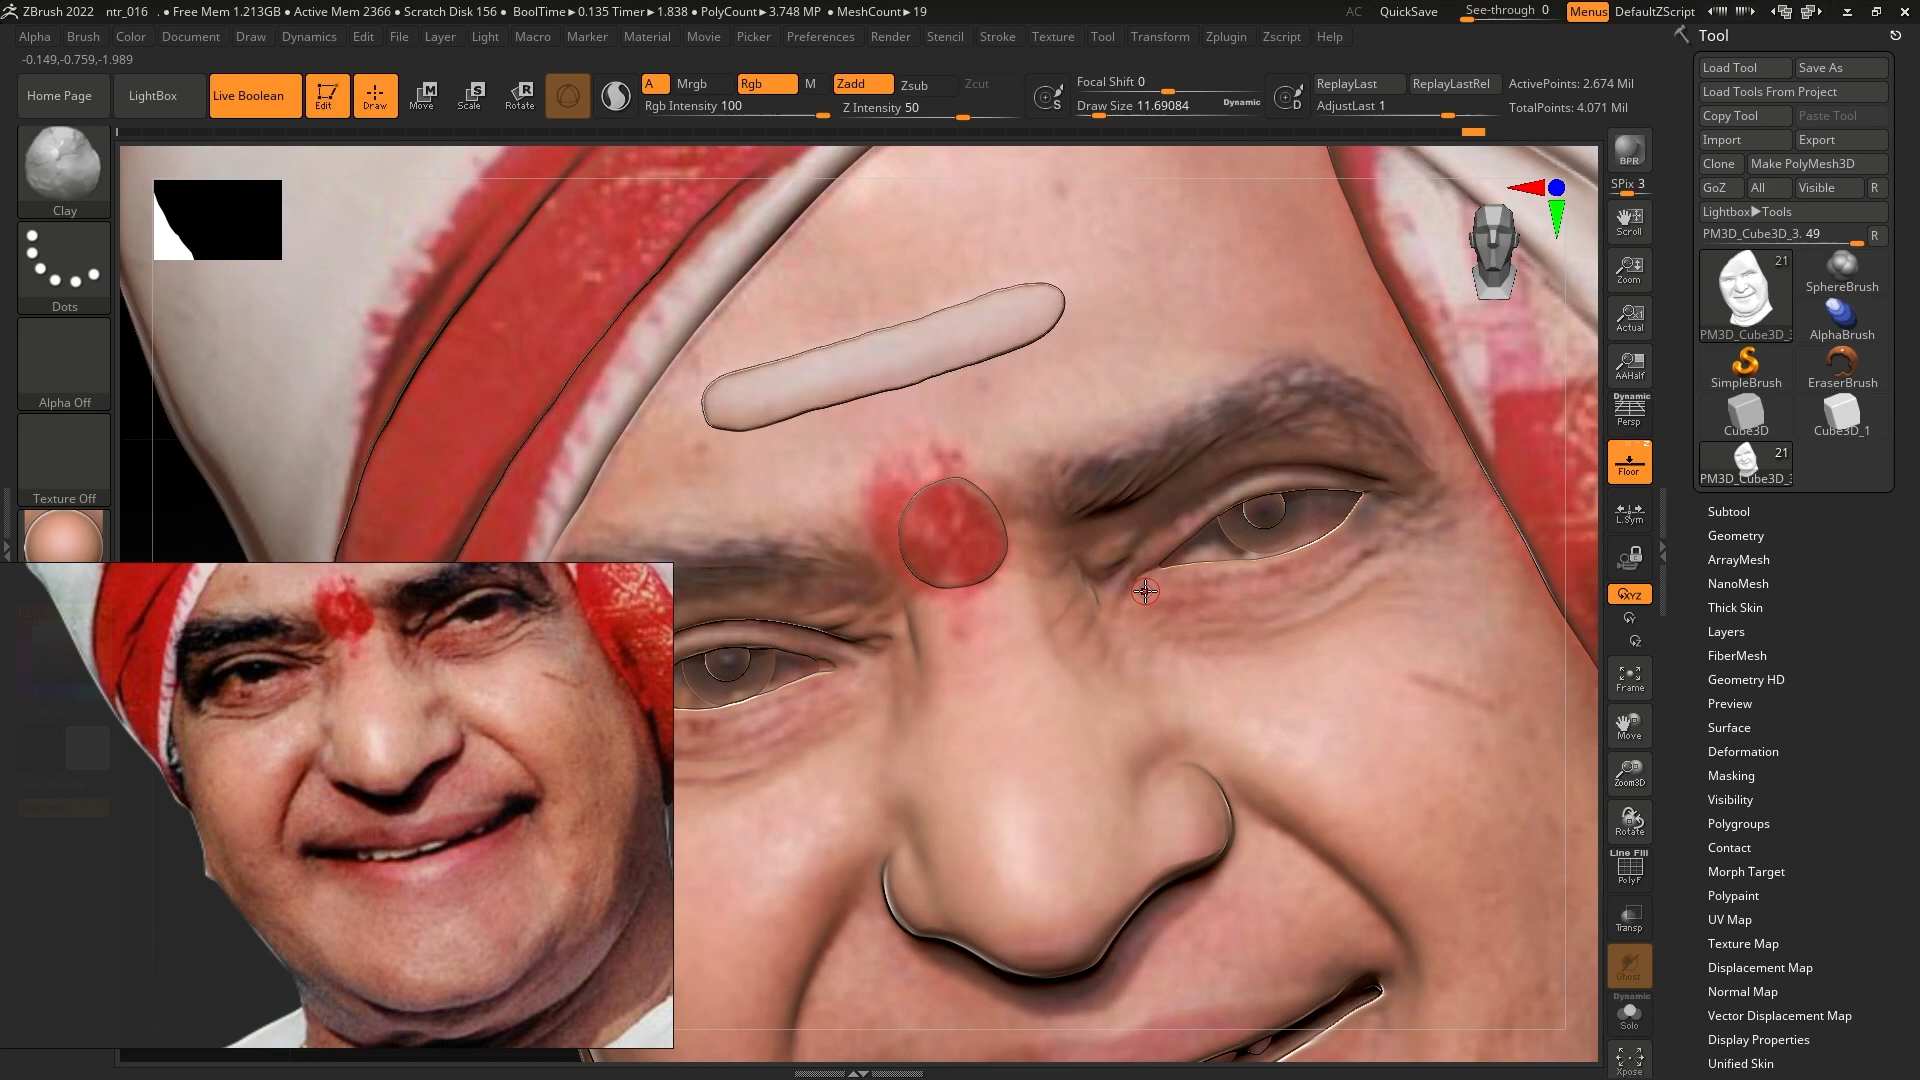 ZBrush 2022 ntr_016 . ● Free Mem 1.213GB ● Active Mem 2366 ● Scratch Disk 156 ● BoolTime►0.135 Timer►1.838 ● PolyCount►3.748 MP ● MeshCount►19 AC QuickSave See-through 0 Menus DefaultZScript
Alpha Brush Color Document Draw Dynamics Edit File Layer Light Macro Marker Material Movie Picker Preferences Render Stencil Stroke Texture Tool Transform Zplugin Zscript Help
-0.149,-0.759,-1.989
Home Page LightBox Live Boolean Edit Draw Move Scale Rotate
A Mrgb Rgb M Zadd Zsub Zcut
Rgb Intensity 100 Z Intensity 50
Focal Shift 0
Draw Size 11.69084 Dynamic
ReplayLast ReplayLastRel ActivePoints: 2.674 Mil
AdjustLast 1 TotalPoints: 4.071 Mil
Clay
Dots
Alpha Off
Texture Off
BPR
SPix 3
Scroll
Zoom
Actual
AAHalf
Dynamic
Persp
Floor
L.Sym
XYZ
Frame
Move
Zoom3D
Rotate
Line Fill
PolyF
Transp
Ghost
Dynamic
Solo
Xpose
Tool
Load Tool Save As
Load Tools From Project
Copy Tool Paste Tool
Import Export
Clone Make PolyMesh3D
GoZ All Visible R
Lightbox▶Tools
PM3D_Cube3D_3. 49 R
21
PM3D_Cube3D_3
SphereBrush
AlphaBrush
SimpleBrush EraserBrush
Cube3D Cube3D_1
21
PM3D_Cube3D_3
Subtool
Geometry
ArrayMesh
NanoMesh
Thick Skin
Layers
FiberMesh
Geometry HD
Preview
Surface
Deformation
Masking
Visibility
Polygroups
Contact
Morph Target
Polypaint
UV Map
Texture Map
Displacement Map
Normal Map
Vector Displacement Map
Display Properties
Unified Skin